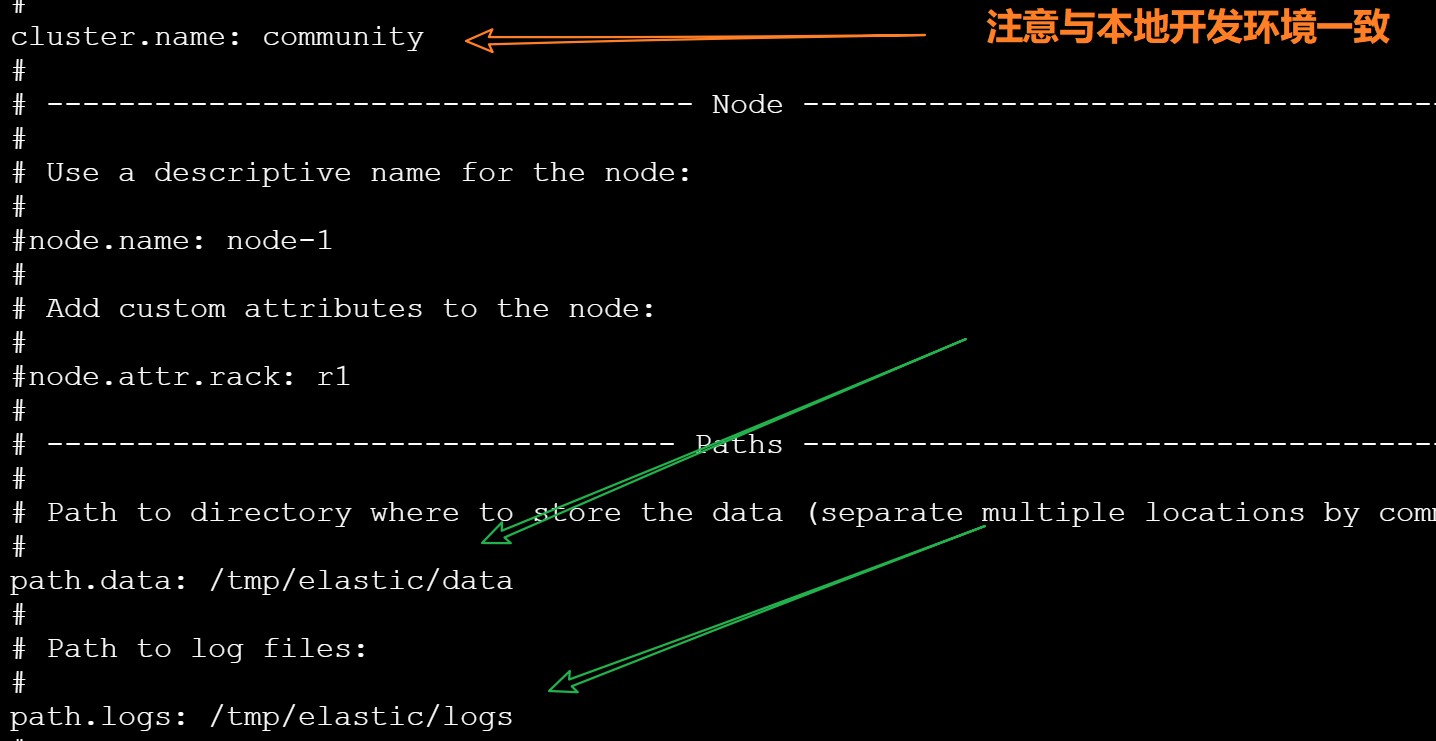 #
cluster.name: community
注意与本地开发环境一致
#
# ------------------------------------ Node ------------------------------------
#
# Use a descriptive name for the node:
#
#node.name: node-1
#
# Add custom attributes to the node:
#
#node.attr.rack: r1
#
# ----------------------------------- Paths ------------------------------------
#
# Path to directory where to store the data (separate multiple locations by com
#
path.data: /tmp/elastic/data
#
# Path to log files:
#
path.logs: /tmp/elastic/logs
#